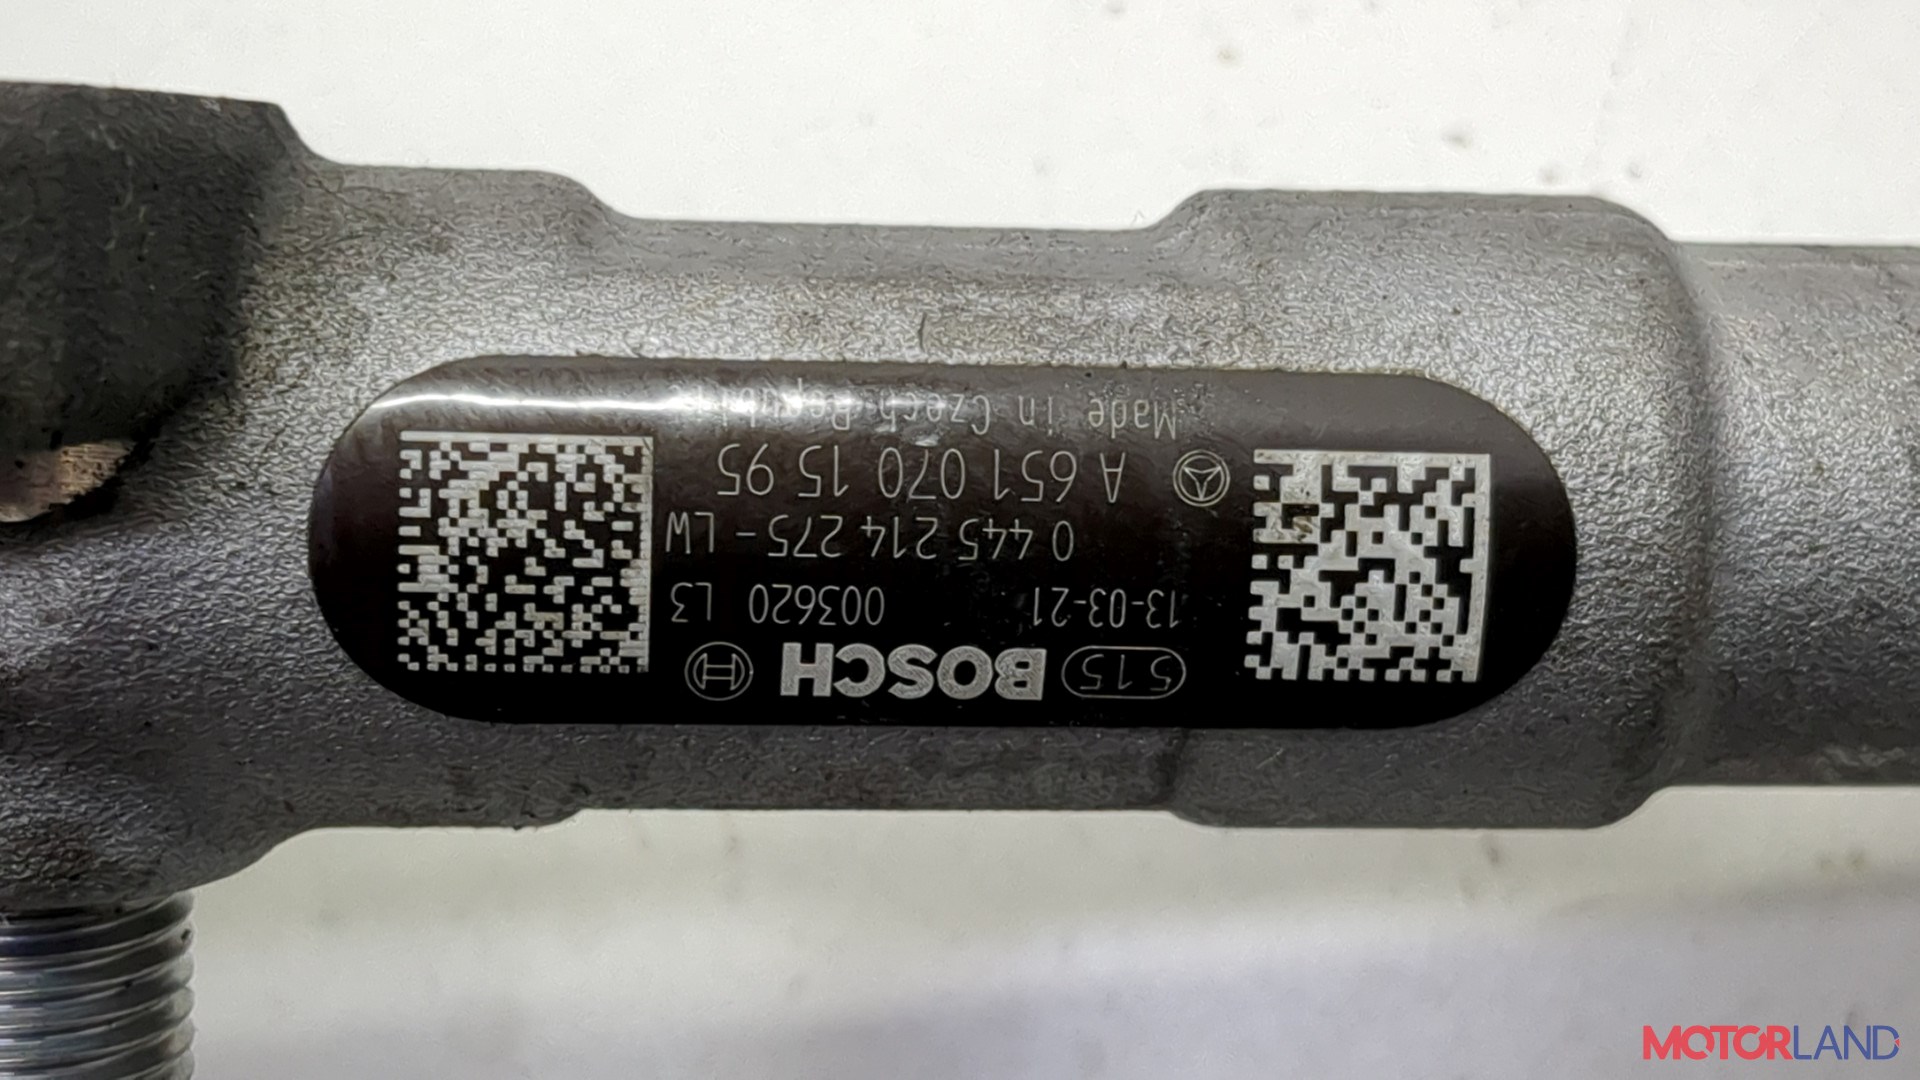 515 BOSCH
13-03-21 003620 L3
0 445 214 275-LW
A 651 070 15 95
Made in Czech Republic
MOTORLAND